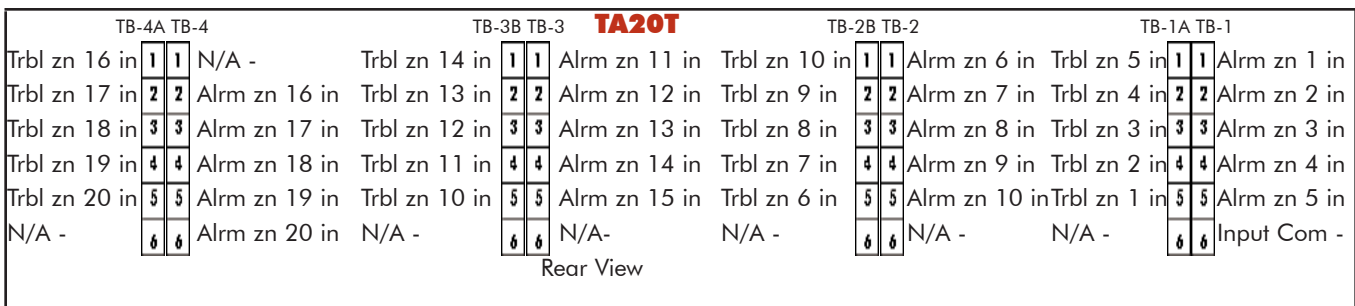 TB-4A TB-4 TB-3B TB-3 TA20T TB-2B TB-2 TB-1A TB-1
Trbl zn 16 in 1 1 N/A - Trbl zn 14 in 1 1 Alrm zn 11 in Trbl zn 10 in 1 1 Alrm zn 6 in Trbl zn 5 in 1 1 Alrm zn 1 in
Trbl zn 17 in 2 2 Alrm zn 16 in Trbl zn 13 in 2 2 Alrm zn 12 in Trbl zn 9 in 2 2 Alrm zn 7 in Trbl zn 4 in 2 2 Alrm zn 2 in
Trbl zn 18 in 3 3 Alrm zn 17 in Trbl zn 12 in 3 3 Alrm zn 13 in Trbl zn 8 in 3 3 Alrm zn 8 in Trbl zn 3 in 3 3 Alrm zn 3 in
Trbl zn 19 in 4 4 Alrm zn 18 in Trbl zn 11 in 4 4 Alrm zn 14 in Trbl zn 7 in 4 4 Alrm zn 9 in Trbl zn 2 in 4 4 Alrm zn 4 in
Trbl zn 20 in 5 5 Alrm zn 19 in Trbl zn 10 in 5 5 Alrm zn 15 in Trbl zn 6 in 5 5 Alrm zn 10 in Trbl zn 1 in 5 5 Alrm zn 5 in
N/A - 6 6 Alrm zn 20 in N/A - 6 6 N/A- N/A - 6 6 N/A - N/A - 6 6 Input Com -
Rear View